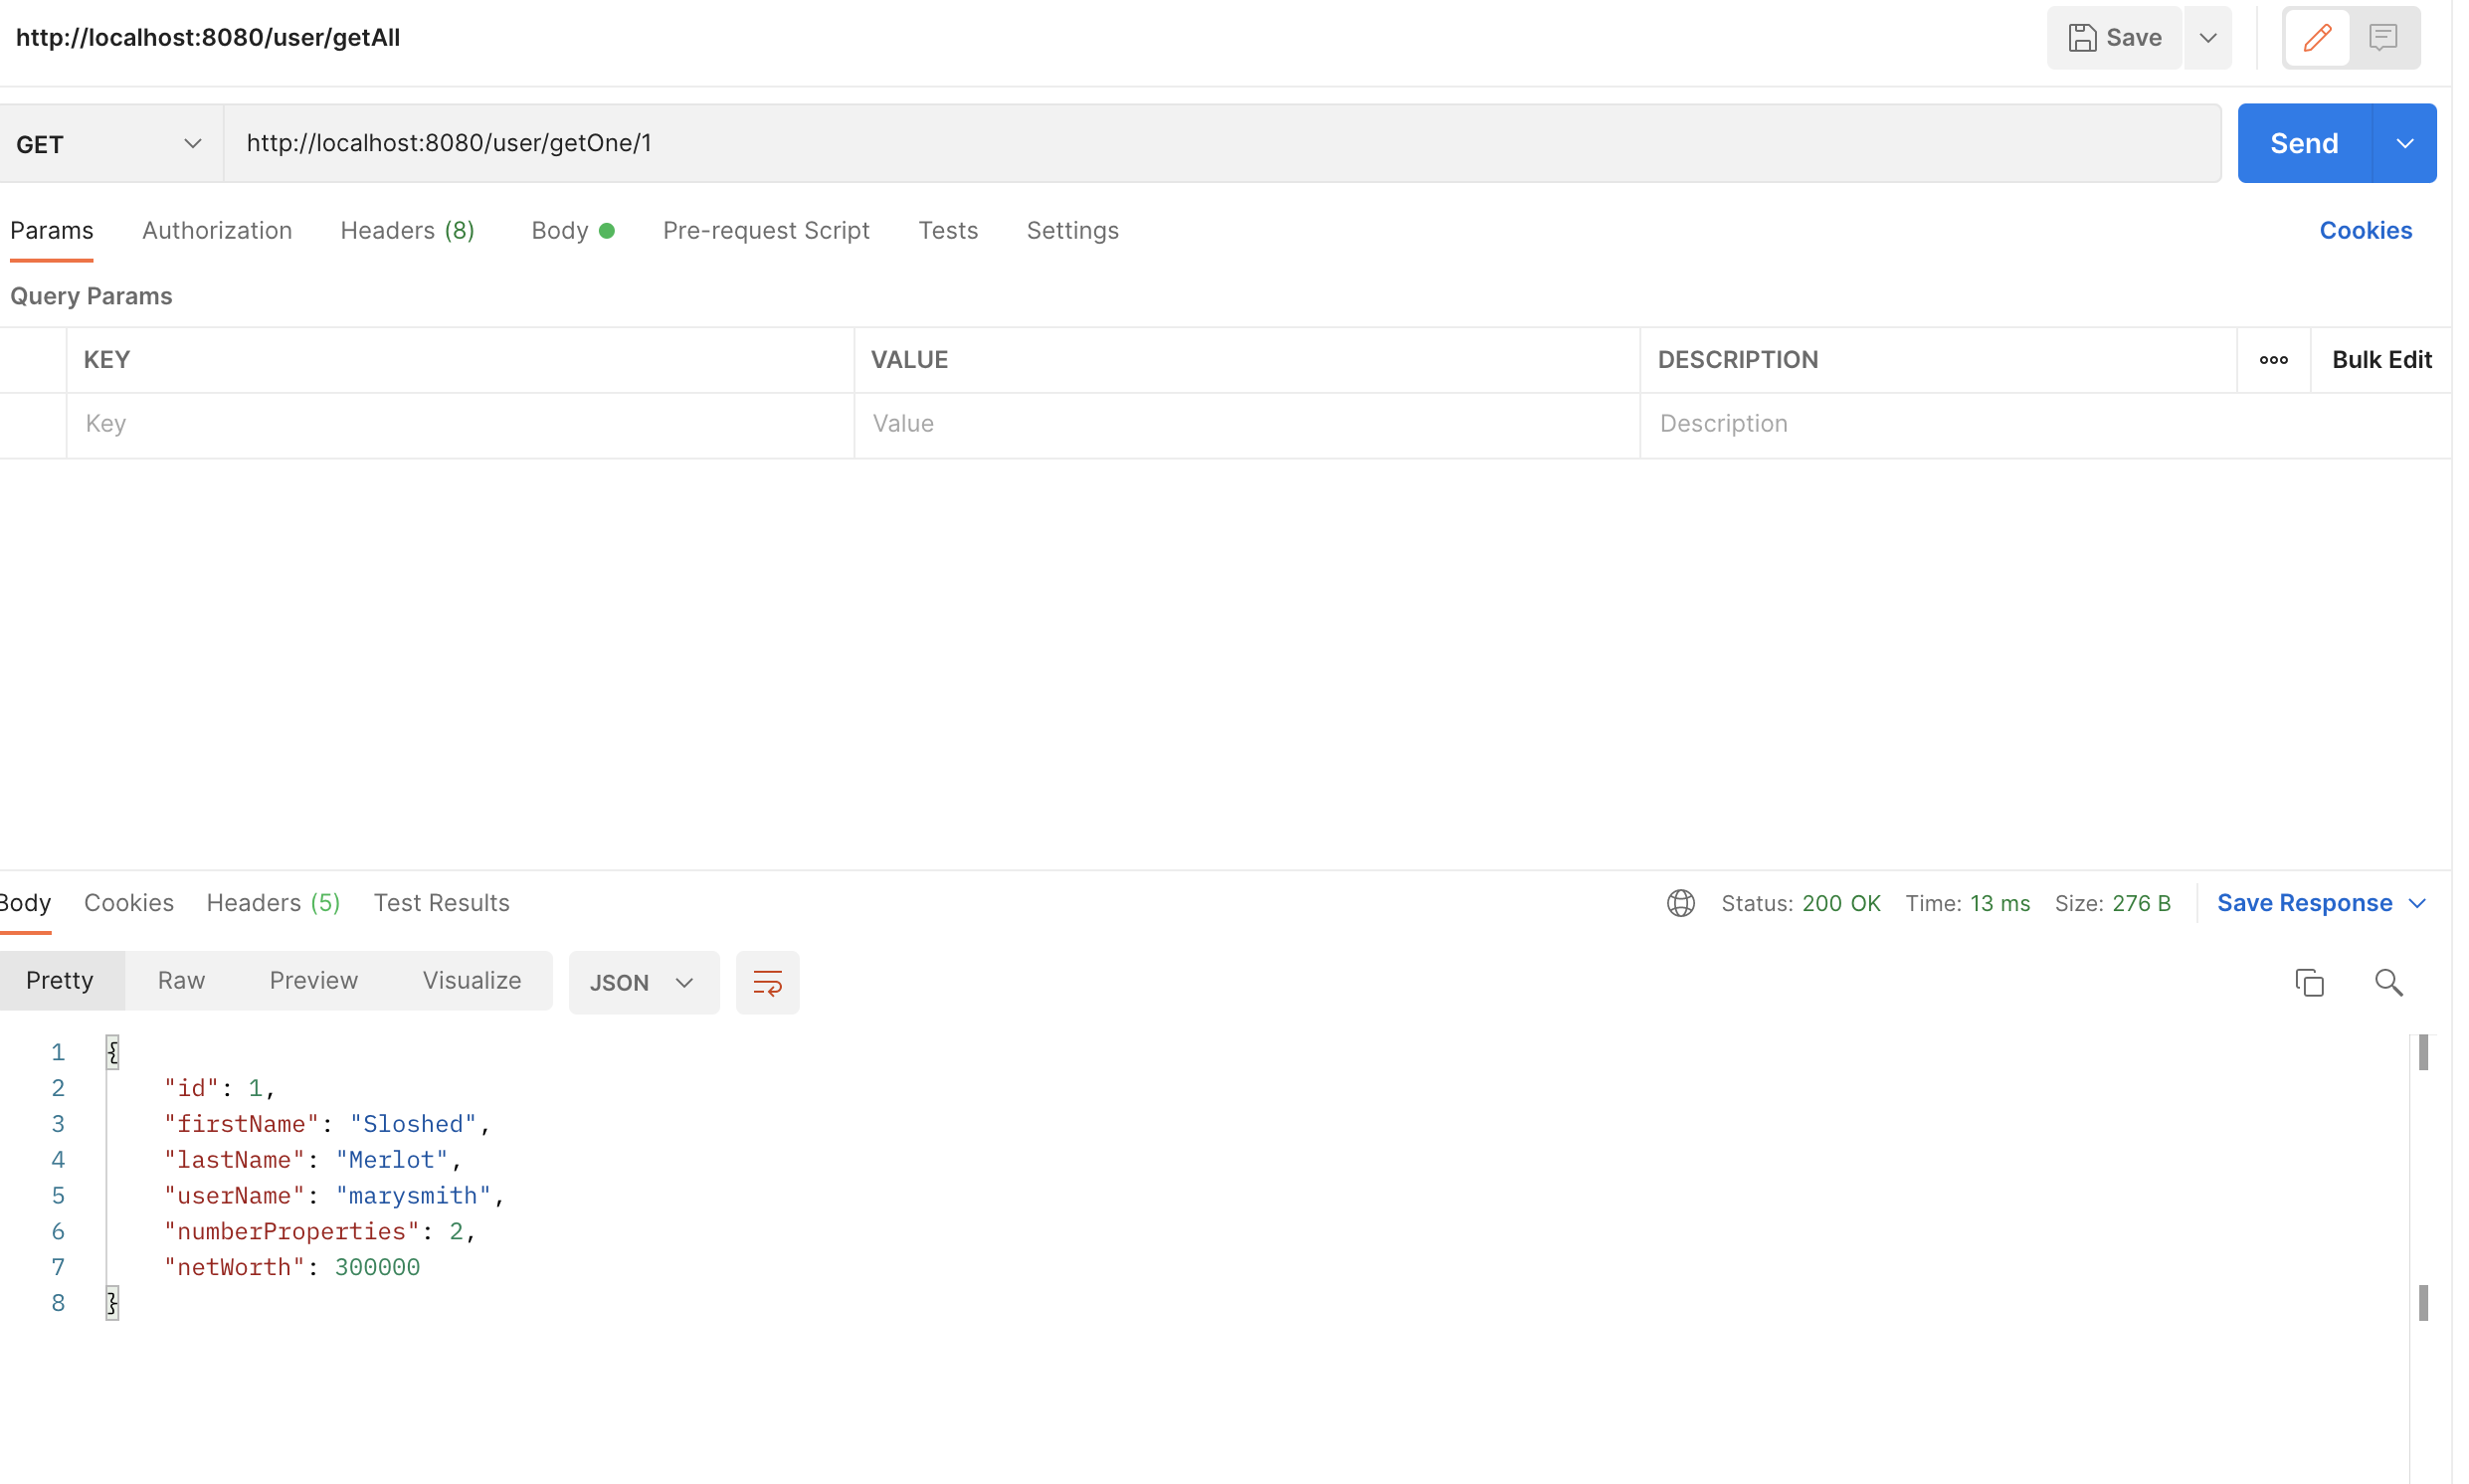 http://localhost:8080/user/getAll
Save
GET http://localhost:8080/user/getOne/1 Send
Params Authorization Headers (8) Body Pre-request Script Tests Settings Cookies
Query Params
KEY VALUE DESCRIPTION ooo Bulk Edit
Key Value Description
Body Cookies Headers (5) Test Results Status: 200 OK Time: 13 ms Size: 276 B Save Response
Pretty Raw Preview Visualize JSON
1 {
2 "id": 1,
3 "firstName": "Sloshed",
4 "lastName": "Merlot",
5 "userName": "marysmith",
6 "numberProperties": 2,
7 "netWorth": 300000
8 }